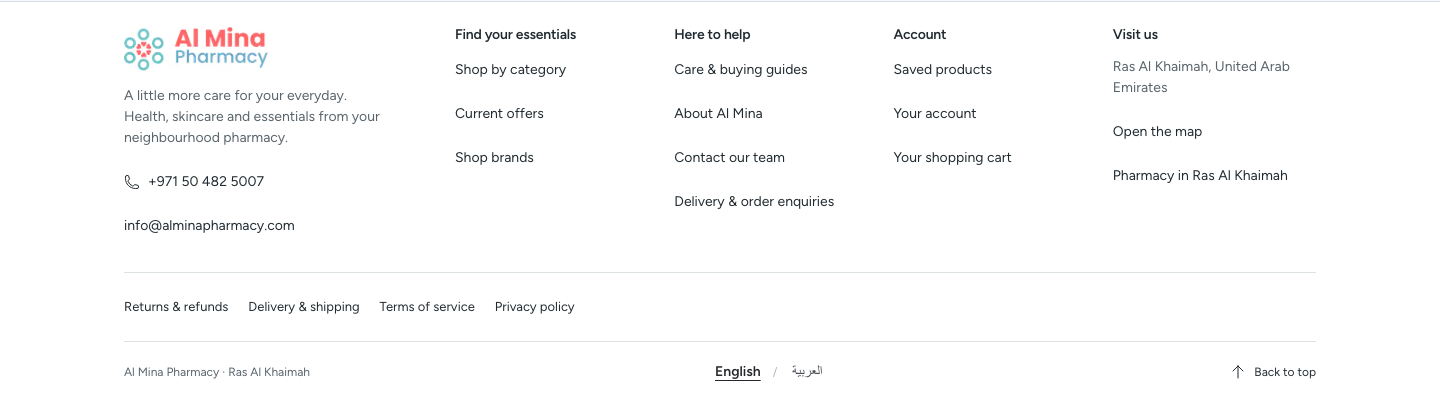 Al Mina
Pharmacy
A little more care for your everyday.
Health, skincare and essentials from your
neighbourhood pharmacy.
+971 50 482 5007
info@alminapharmacy.com
Find your essentials
Shop by category
Current offers
Shop brands
Here to help
Care & buying guides
About Al Mina
Contact our team
Delivery & order enquiries
Account
Saved products
Your account
Your shopping cart
Visit us
Ras Al Khaimah, United Arab
Emirates
Open the map
Pharmacy in Ras Al Khaimah
Returns & refunds Delivery & shipping Terms of service Privacy policy
Al Mina Pharmacy · Ras Al Khaimah
English / العربية
Back to top